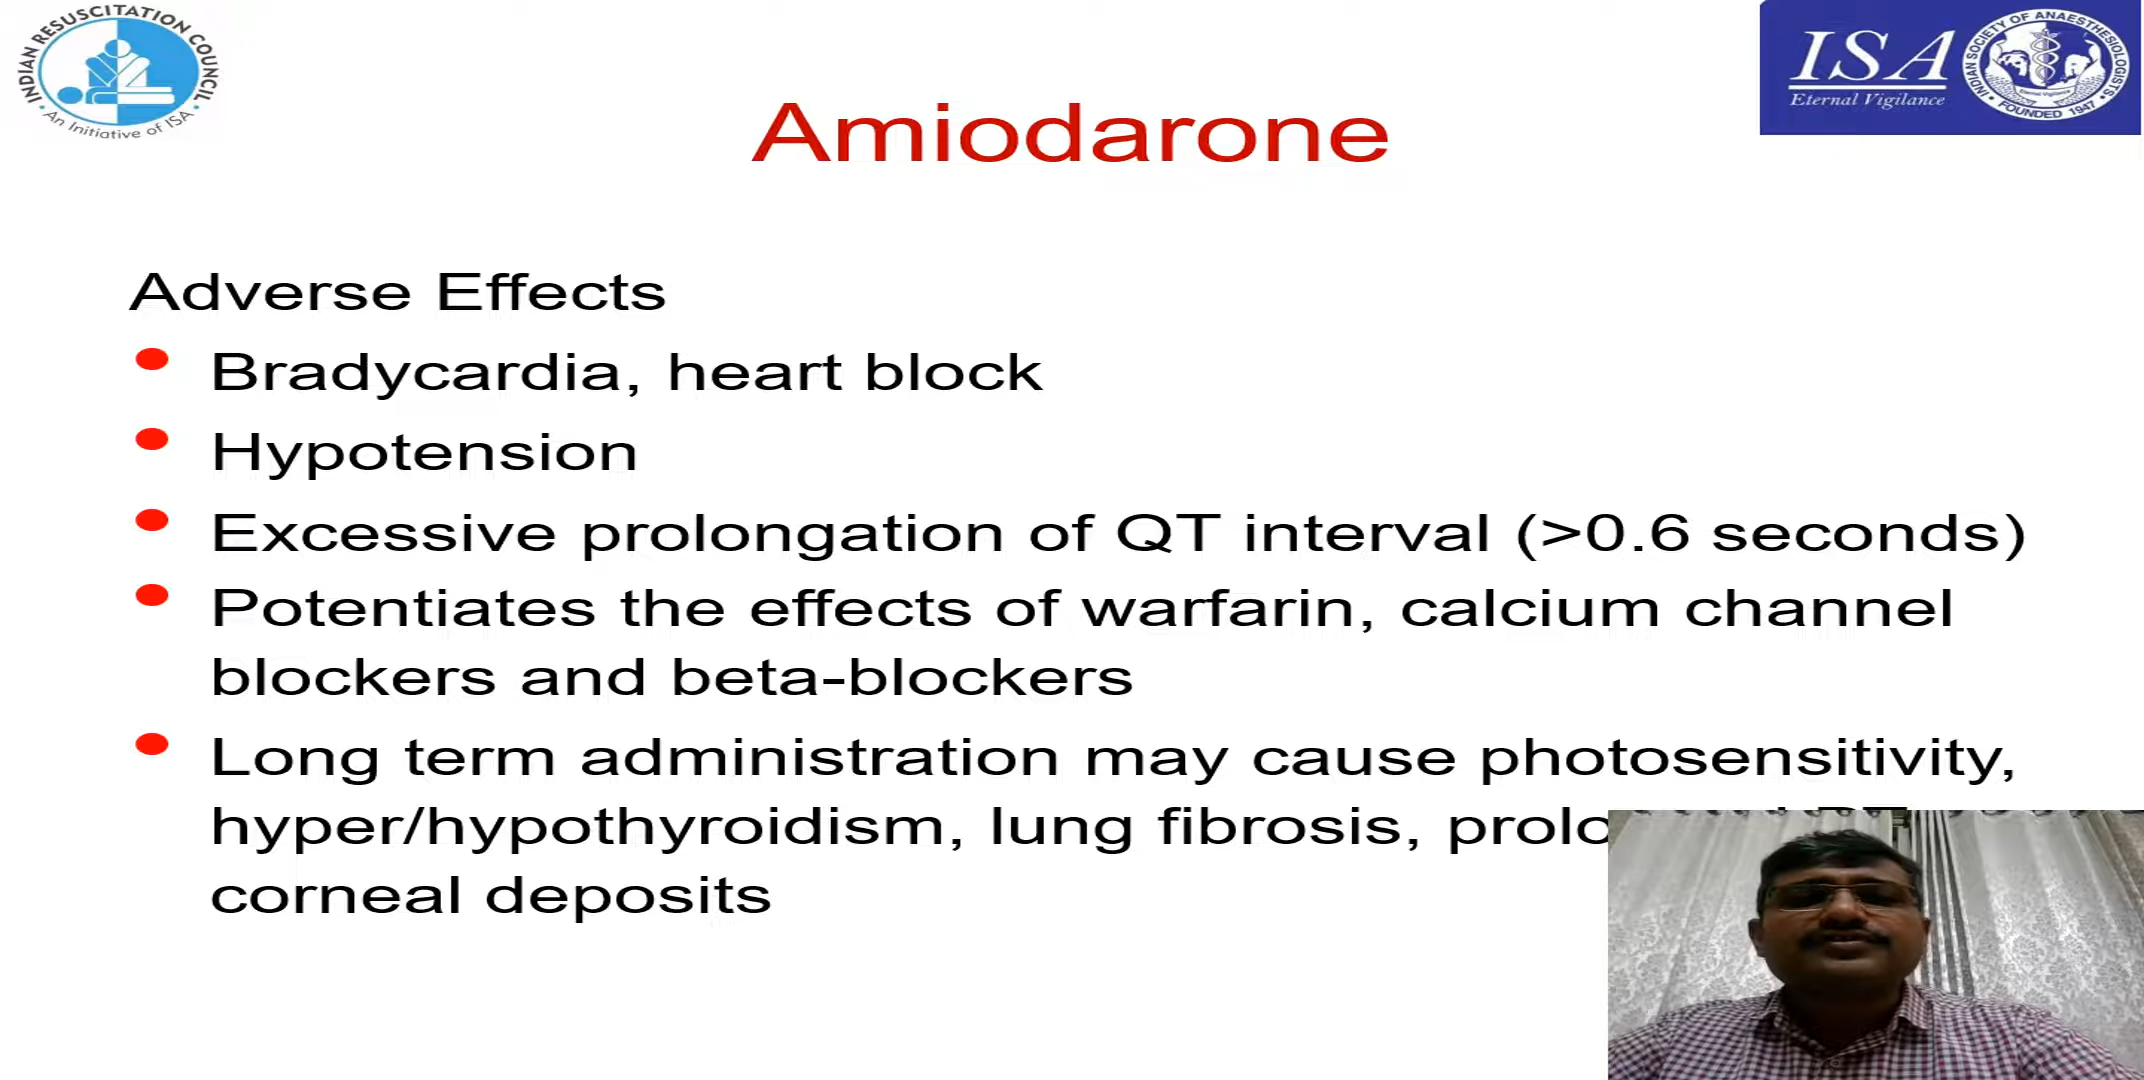 INDIAN RESUSCITATION COUNCIL
An Initiative of ISA
ISA
Eternal Vigilance
INDIAN SOCIETY OF ANAESTHESIOLOGISTS
Eternal Vigilance
FOUNDED 1947
Amiodarone
Adverse Effects
Bradycardia, heart block
Hypotension
Excessive prolongation of QT interval (>0.6 seconds)
Potentiates the effects of warfarin, calcium channel
blockers and beta-blockers
Long term administration may cause photosensitivity,
hyper/hypothyroidism, lung fibrosis,
corneal deposits